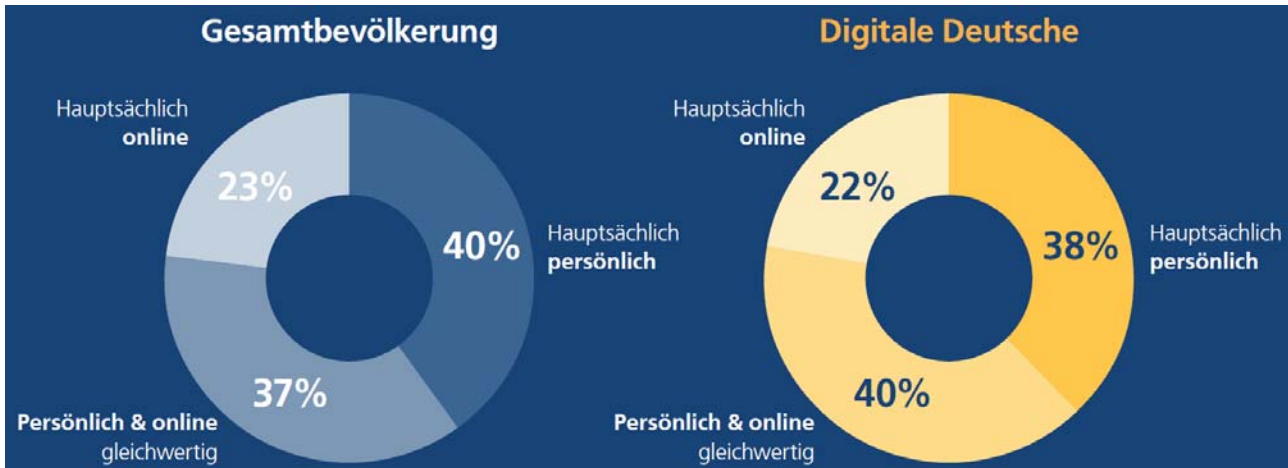 Gesamtbevölkerung
Hauptsächlich
online
23%
40%
Hauptsächlich
persönlich
37%
Persönlich & online
gleichwertig
Digitale Deutsche
Hauptsächlich
online
22%
38%
Hauptsächlich
persönlich
40%
Persönlich & online
gleichwertig